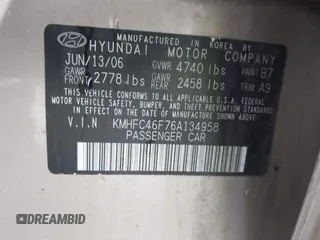 MANUFACTURED IN KOREA BY
HYUNDAI MOTOR COMPANY
JUN/13/06 GVWR 4740 lbs PAINT B7
GAWR FRONT 2778 lbs GAWR REAR 2458 lbs TRIM A9
THIS VEHICLE CONFORMS TO ALL APPLICABLE U.S. FEDERAL MOTOR VEHICLE SAFETY, BUMPER, AND THEFT PREVENTION STANDARDS IN EFFECT ON THE DATE OF MANUFACTURE SHOWN ABOVE.
V.I.N KMHFC46F76A134958
PASSENGER CAR